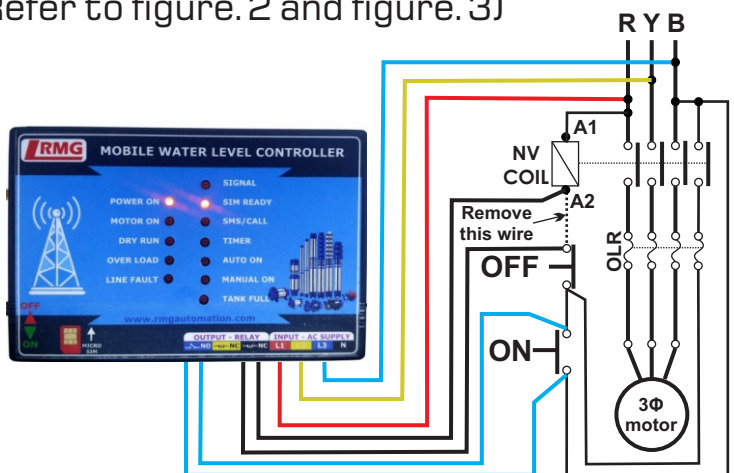 Refer to figure. 2 and figure. 3)
R Y B
A1
NV
COIL
A2
Remove
this wire
OLR
OFF
ON
3Φ
motor
RMG
MOBILE WATER LEVEL CONTROLLER
SIGNAL
POWER ON
SIM READY
MOTOR ON
SMS/CALL
DRY RUN
TIMER
OVER LOAD
AUTO ON
LINE FAULT
MANUAL ON
TANK FULL
OFF
ON
MICRO
SIM
www.rmgautomation.com
OUTPUT - RELAY
INPUT - AC SUPPLY
NO
NC
NC
L1
L2
L3
N